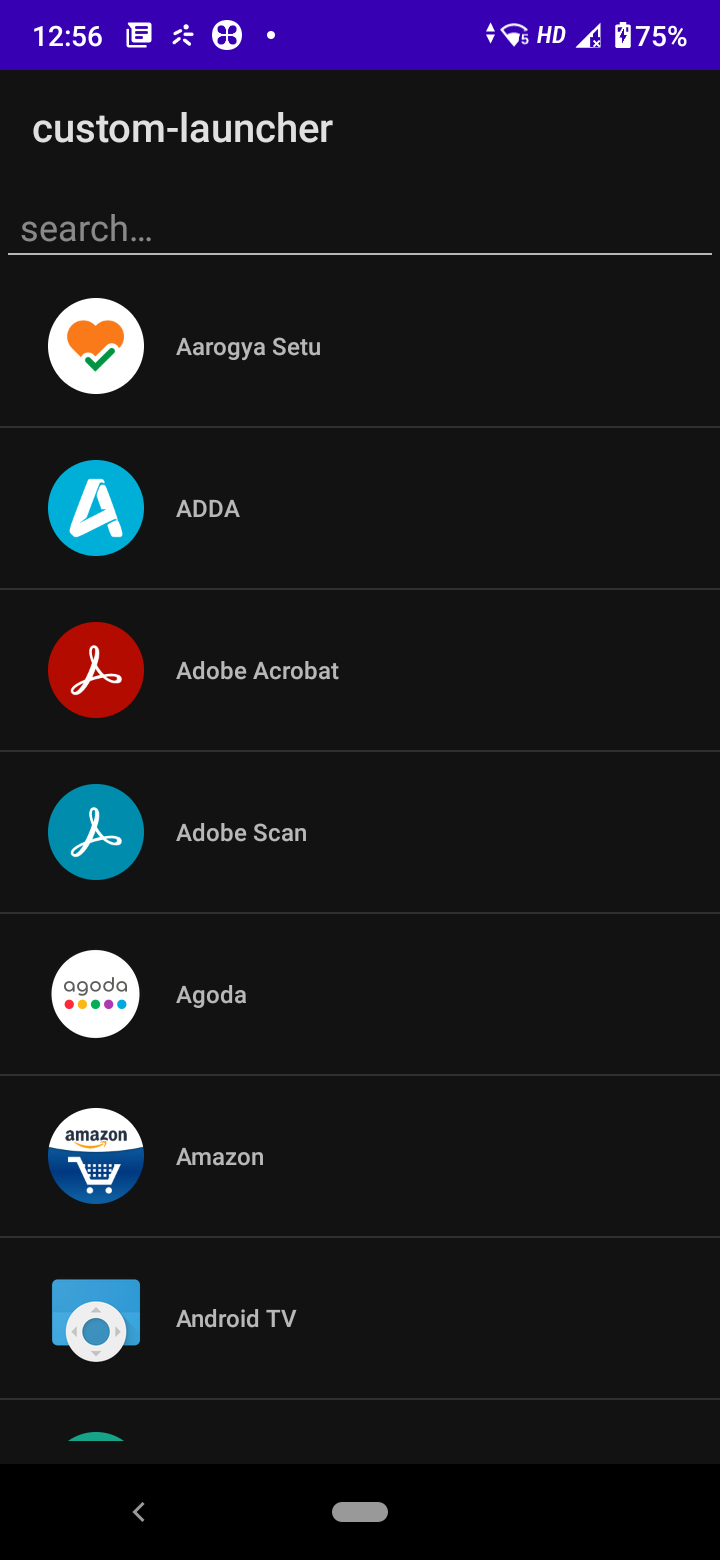 12:56 5 HD 75%
custom-launcher
search...
Aarogya Setu
ADDA
Adobe Acrobat
Adobe Scan
agoda
Agoda
amazon
Amazon
Android TV